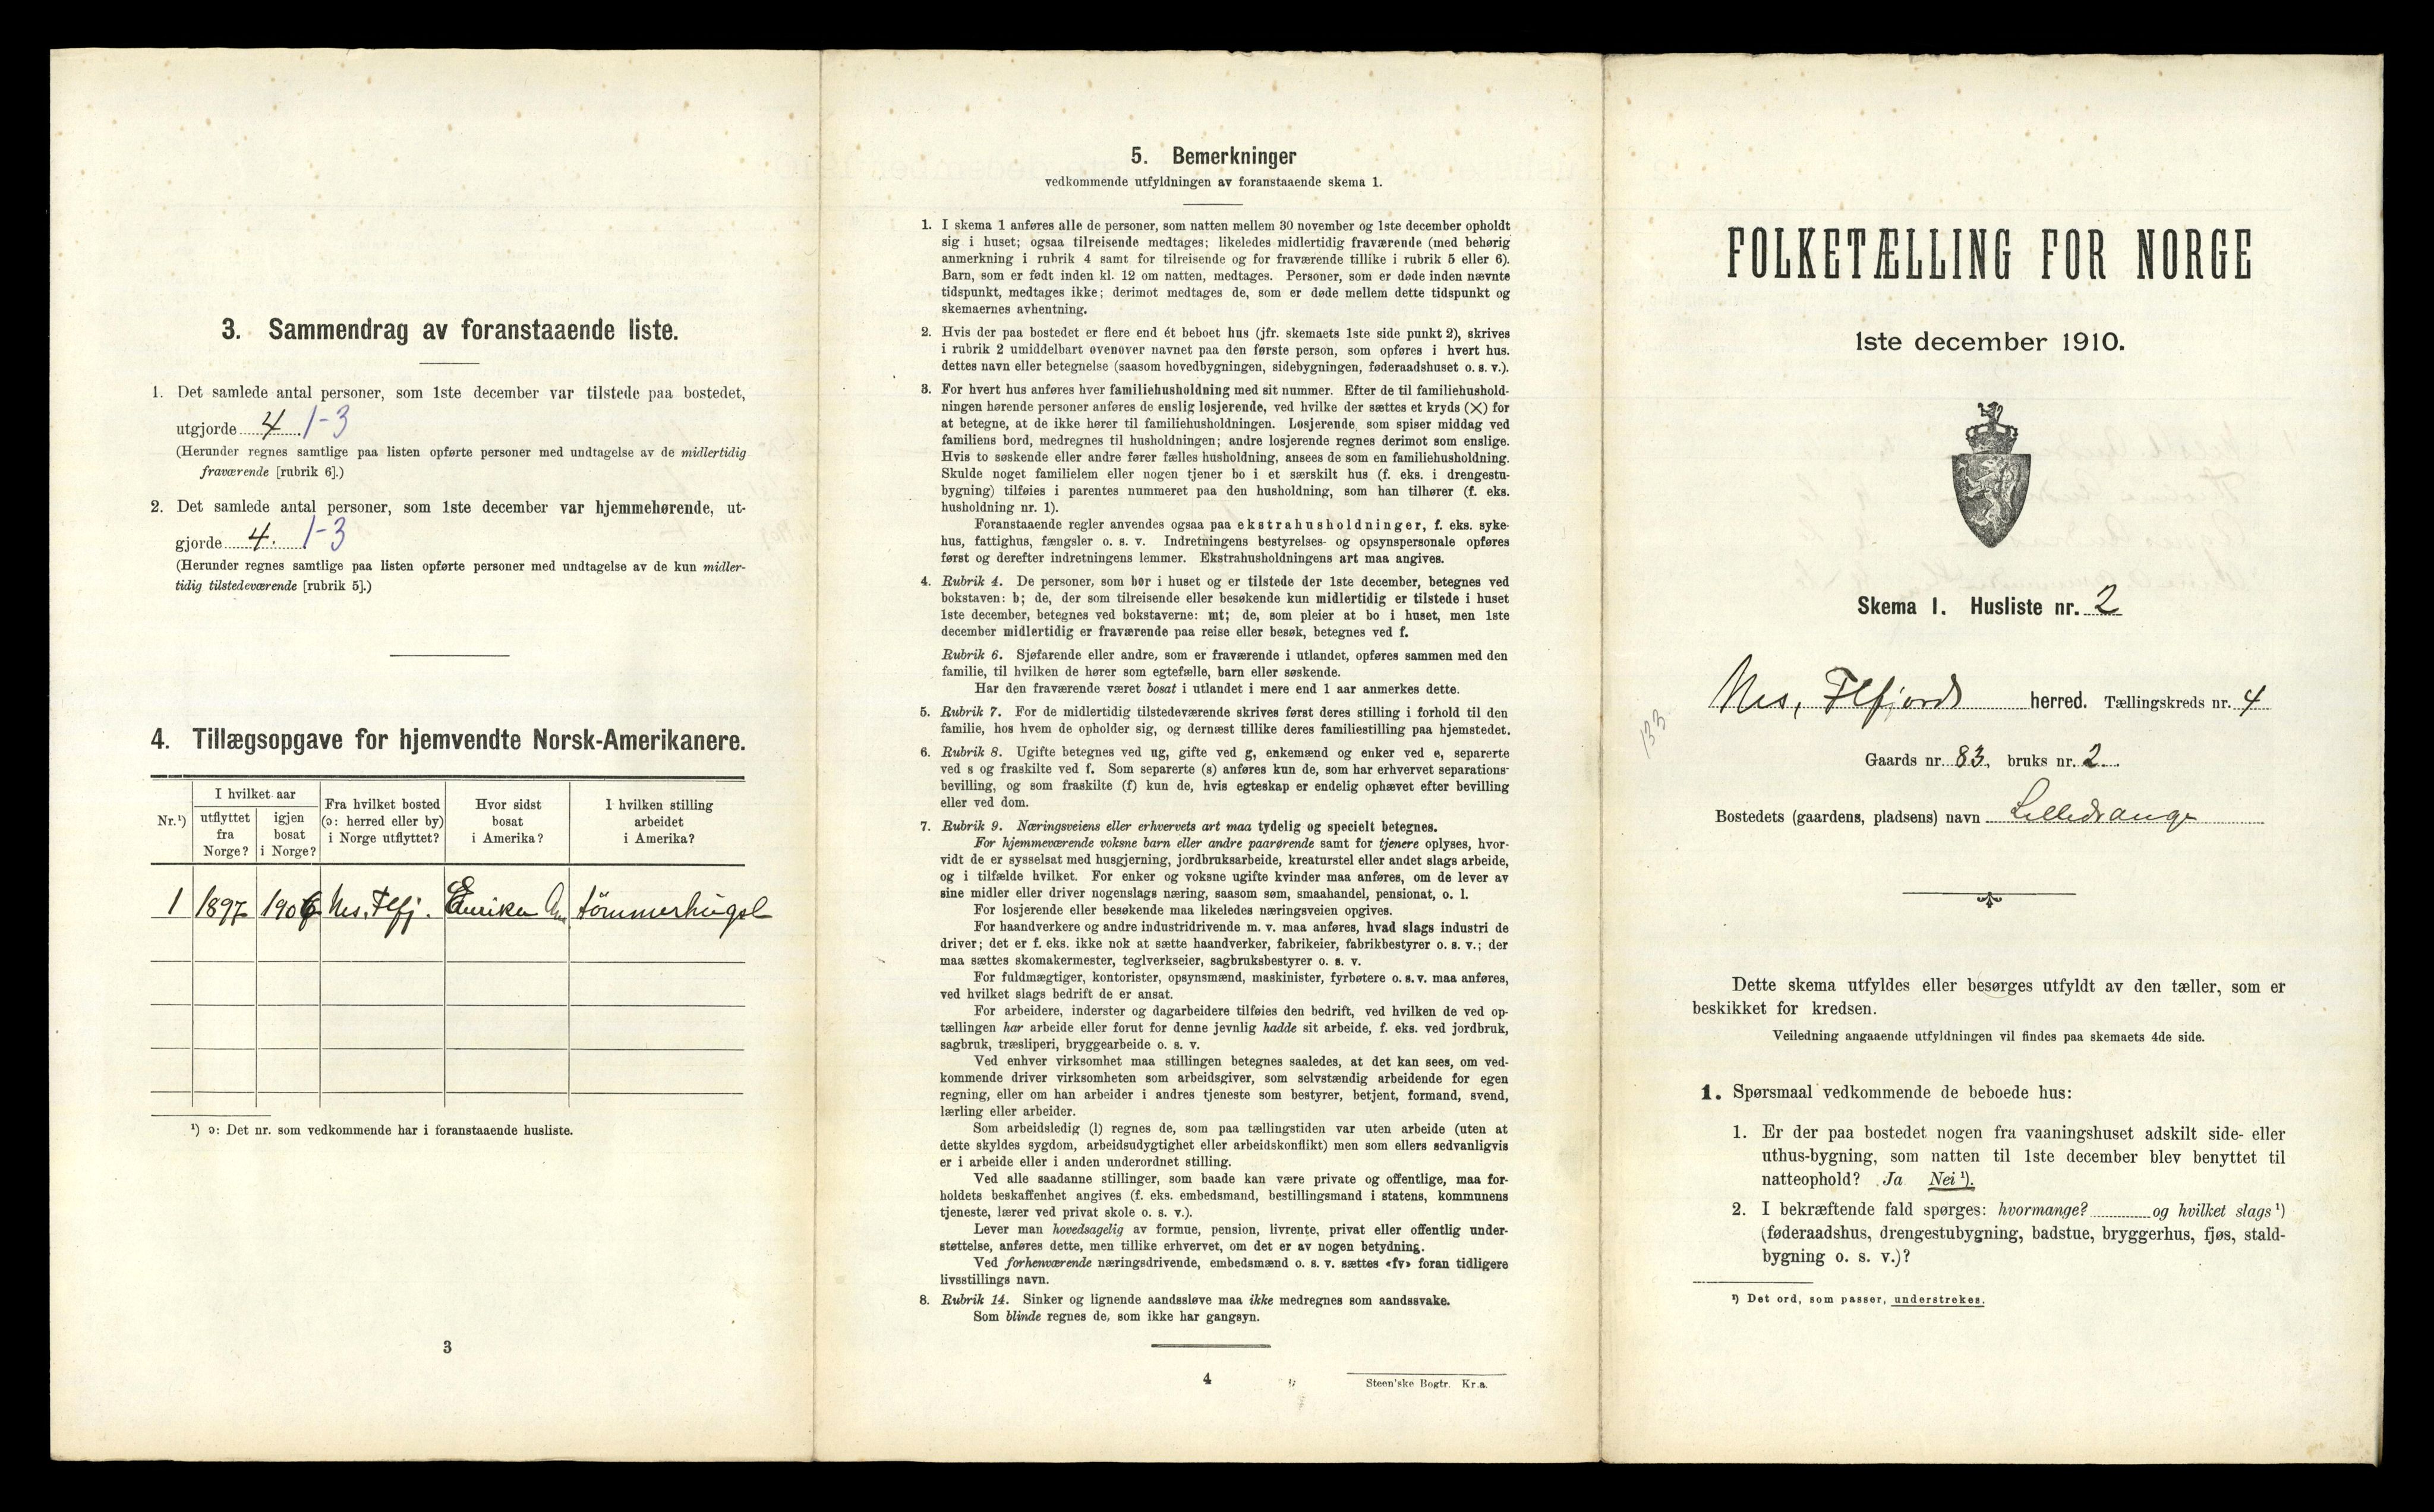 3. Sammendrag av foranstaaende liste.
1. Det samlede antal personer, som 1ste december var tilstede paa bostedet,
utgjorde 4 1-3
(Herunder regnes samtlige paa listen opførte personer med undtagelse av de midlertidig
fraværende [rubrik 6].)
2. Det samlede antal personer, som 1ste december var hjemmehørende, ut-
gjorde 4. 1-3
(Herunder regnes samtlige paa listen opførte personer med undtagelse av de kun midler-
tidig tilstedeværende [rubrik 5].)
4. Tillægsopgave for hjemvendte Norsk-Amerikanere.
Nr.¹)
I hvilket aar
utflyttet fra Norge?
igjen bosat i Norge?
Fra hvilket bosted (ɔ: herred eller by) i Norge utflyttet?
Hvor sidst bosat i Amerika?
I hvilken stilling arbeidet i Amerika?
1 1897 1906 Nes, Flfj. tömmerhugst
¹) ɔ: Det nr. som vedkommende har i foranstaaende husliste.
3
5. Bemerkninger
vedkommende utfyldningen av foranstaaende skema 1.
1. I skema 1 anføres alle de personer, som natten mellem 30 november og 1ste december opholdt
sig i huset; ogsaa tilreisende medtages; likeledes midlertidig fraværende (med behørig
anmerkning i rubrik 4 samt for tilreisende og for fraværende tillike i rubrik 5 eller 6).
Barn, som er født inden kl. 12 om natten, medtages. Personer, som er døde inden nævnte
tidspunkt, medtages ikke; derimot medtages de, som er døde mellem dette tidspunkt og
skemaernes avhentning.
2. Hvis der paa bostedet er flere end ét beboet hus (jfr. skemaets 1ste side punkt 2), skrives
i rubrik 2 umiddelbart ovenover navnet paa den første person, som opføres i hvert hus.
dettes navn eller betegnelse (saasom hovedbygningen, sidebygningen, føderaadshuset o. s. v.).
3. For hvert hus anføres hver familiehusholdning med sit nummer. Efter de til familiehushold-
ningen hørende personer anføres de enslig losjerende, ved hvilke der sættes et kryds (×) for
at betegne, at de ikke hører til familiehusholdningen. Losjerende, som spiser middag ved
familiens bord, medregnes til husholdningen; andre losjerende regnes derimot som enslige.
Hvis to søskende eller andre fører fælles husholdning, ansees de som en familiehusholdning.
Skulde noget familielem eller nogen tjener bo i et særskilt hus (f. eks. i drengestu-
bygning) tilføies i parentes nummeret paa den husholdning, som han tilhører (f. eks.
husholdning nr. 1).
Foranstaaende regler anvendes ogsaa paa ekstrahusholdninger, f. eks. syke-
hus, fattighus, fængsler o. s. v. Indretningens bestyrelses- og opsynspersonale opføres
først og derefter indretningens lemmer. Ekstrahusholdningens art maa angives.
4. Rubrik 4. De personer, som bor i huset og er tilstede der 1ste december, betegnes ved
bokstaven: b; de, der som tilreisende eller besøkende kun midlertidig er tilstede i huset
1ste december, betegnes ved bokstaverne: mt; de, som pleier at bo i huset, men 1ste
december midlertidig er fraværende paa reise eller besøk, betegnes ved f.
Rubrik 6. Sjøfarende eller andre, som er fraværende i utlandet, opføres sammen med den
familie, til hvilken de hører som egtefælle, barn eller søskende.
Har den fraværende været bosat i utlandet i mere end 1 aar anmerkes dette.
5. Rubrik 7. For de midlertidig tilstedeværende skrives først deres stilling i forhold til den
familie, hos hvem de opholder sig, og dernæst tillike deres familiestilling paa hjemstedet.
6. Rubrik 8. Ugifte betegnes ved ug, gifte ved g, enkemænd og enker ved e, separerte
ved s og fraskilte ved f. Som separerte (s) anføres kun de, som har erhvervet separations-
bevilling, og som fraskilte (f) kun de, hvis egteskap er endelig ophævet efter bevilling
eller ved dom.
7. Rubrik 9. Næringsveiens eller erhvervets art maa tydelig og specielt betegnes.
For hjemmeværende voksne barn eller andre paarørende samt for tjenere oplyses, hvor-
vidt de er sysselsat med husgjerning, jordbruksarbeide, kreaturstel eller andet slags arbeide,
og i tilfælde hvilket. For enker og voksne ugifte kvinder maa anføres, om de lever av
sine midler eller driver nogenslags næring, saasom søm, smaahandel, pensionat, o. l.
For losjerende eller besøkende maa likeledes næringsveien opgives.
For haandverkere og andre industridrivende m. v. maa anføres, hvad slags industri de
driver; det er f. eks. ikke nok at sætte haandverker, fabrikeier, fabrikbestyrer o. s. v.; der
maa sættes skomakermester, teglverkseier, sagbruksbestyrer o. s. v.
For fuldmægtiger, kontorister, opsynsmænd, maskinister, fyrbøtere o. s. v. maa anføres,
ved hvilket slags bedrift de er ansat.
For arbeidere, inderster og dagarbeidere tilføies den bedrift, ved hvilken de ved op-
tællingen har arbeide eller forut for denne jevnlig hadde sit arbeide, f. eks. ved jordbruk,
sagbruk, træsliperi, bryggearbeide o. s. v.
Ved enhver virksomhet maa stillingen betegnes saaledes, at det kan sees, om ved-
kommende driver virksomheten som arbeidsgiver, som selvstændig arbeidende for egen
regning, eller om han arbeider i andres tjeneste som bestyrer, betjent, formand, svend,
lærling eller arbeider.
Som arbeidsledig (l) regnes de, som paa tællingstiden var uten arbeide (uten at
dette skyldes sygdom, arbeidsudygtighet eller arbeidskonflikt) men som ellers sedvanligvis
er i arbeide eller i anden underordnet stilling.
Ved alle saadanne stillinger, som baade kan være private og offentlige, maa for-
holdets beskaffenhet angives (f. eks. embedsmand, bestillingsmand i statens, kommunens
tjeneste, lærer ved privat skole o. s. v.).
Lever man hovedsagelig av formue, pension, livrente, privat eller offentlig under-
støttelse, anføres dette, men tillike erhvervet, om det er av nogen betydning.
Ved forhenværende næringsdrivende, embedsmænd o. s. v. sættes «fv» foran tidligere
livsstillings navn.
8. Rubrik 14. Sinker og lignende aandssløve maa ikke medregnes som aandssvake.
Som blinde regnes de, som ikke har gangsyn.
4
Steen'ske Bogtr. Kr.a.
FOLKETÆLLING FOR NORGE
1ste december 1910.
Skema 1. Husliste nr. 2
133
Nes, Flfjord herred. Tællingskreds nr. 4
Gaards nr. 83, bruks nr. 2.
Bostedets (gaardens, pladsens) navn Lilledrange
Dette skema utfyldes eller besørges utfyldt av den tæller, som er
beskikket for kredsen.
Veiledning angaaende utfyldningen vil findes paa skemaets 4de side.
1. Spørsmaal vedkommende de beboede hus:
1. Er der paa bostedet nogen fra vaaningshuset adskilt side- eller
uthus-bygning, som natten til 1ste december blev benyttet til
natteophold? Ja Nei ¹).
2. I bekræftende fald spørges: hvormange? og hvilket slags ¹)
(føderaadshus, drengestubygning, badstue, bryggerhus, fjøs, stald-
bygning o. s. v.)?
¹) Det ord, som passer, understrekes.